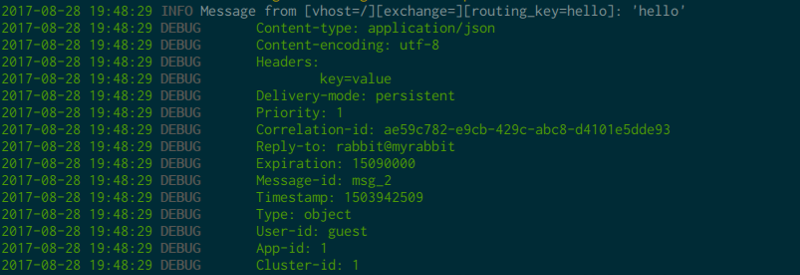 2017-08-28 19:48:29 INFO Message from [vhost=/][exchange=][routing_key=hello]: 'hello'
2017-08-28 19:48:29 DEBUG Content-type: application/json
2017-08-28 19:48:29 DEBUG Content-encoding: utf-8
2017-08-28 19:48:29 DEBUG Headers:
2017-08-28 19:48:29 DEBUG key=value
2017-08-28 19:48:29 DEBUG Delivery-mode: persistent
2017-08-28 19:48:29 DEBUG Priority: 1
2017-08-28 19:48:29 DEBUG Correlation-id: ae59c782-e9cb-429c-abc8-d4101e5dde93
2017-08-28 19:48:29 DEBUG Reply-to: rabbit@myrabbit
2017-08-28 19:48:29 DEBUG Expiration: 15090000
2017-08-28 19:48:29 DEBUG Message-id: msg_2
2017-08-28 19:48:29 DEBUG Timestamp: 1503942509
2017-08-28 19:48:29 DEBUG Type: object
2017-08-28 19:48:29 DEBUG User-id: guest
2017-08-28 19:48:29 DEBUG App-id: 1
2017-08-28 19:48:29 DEBUG Cluster-id: 1